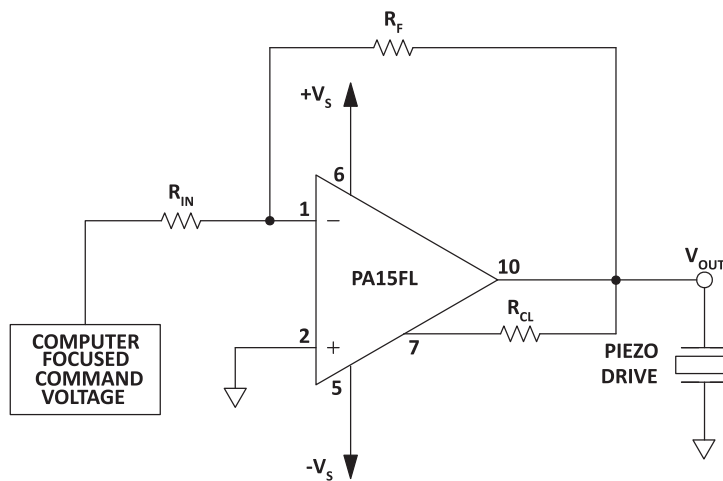 R_F
+V_S
6
R_IN
1
−
PA15FL
10
V_OUT
R_CL
2
+
7
5
COMPUTER
FOCUSED
COMMAND
VOLTAGE
PIEZO
DRIVE
-V_S